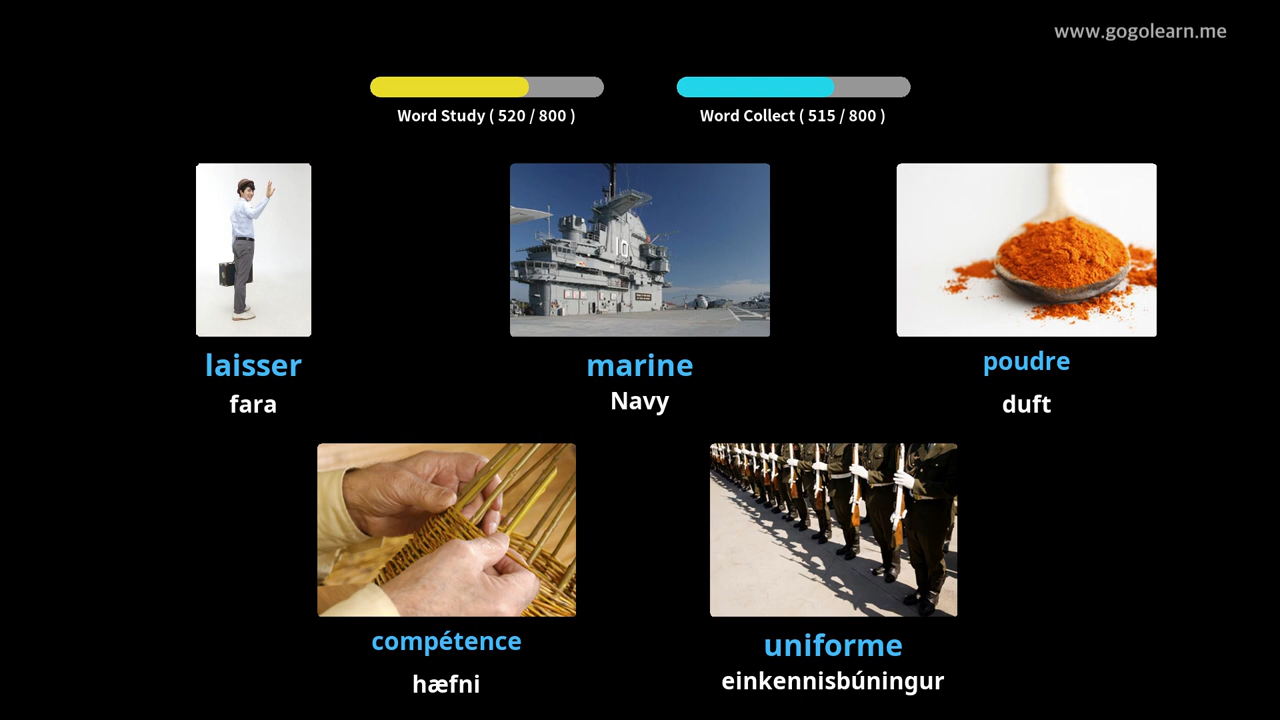 www.gogolearn.me
Word Study ( 520 / 800 )
Word Collect ( 515 / 800 )
10
laisser
fara
marine
Navy
poudre
duft
compétence
hæfni
uniforme
einkennisbúningur